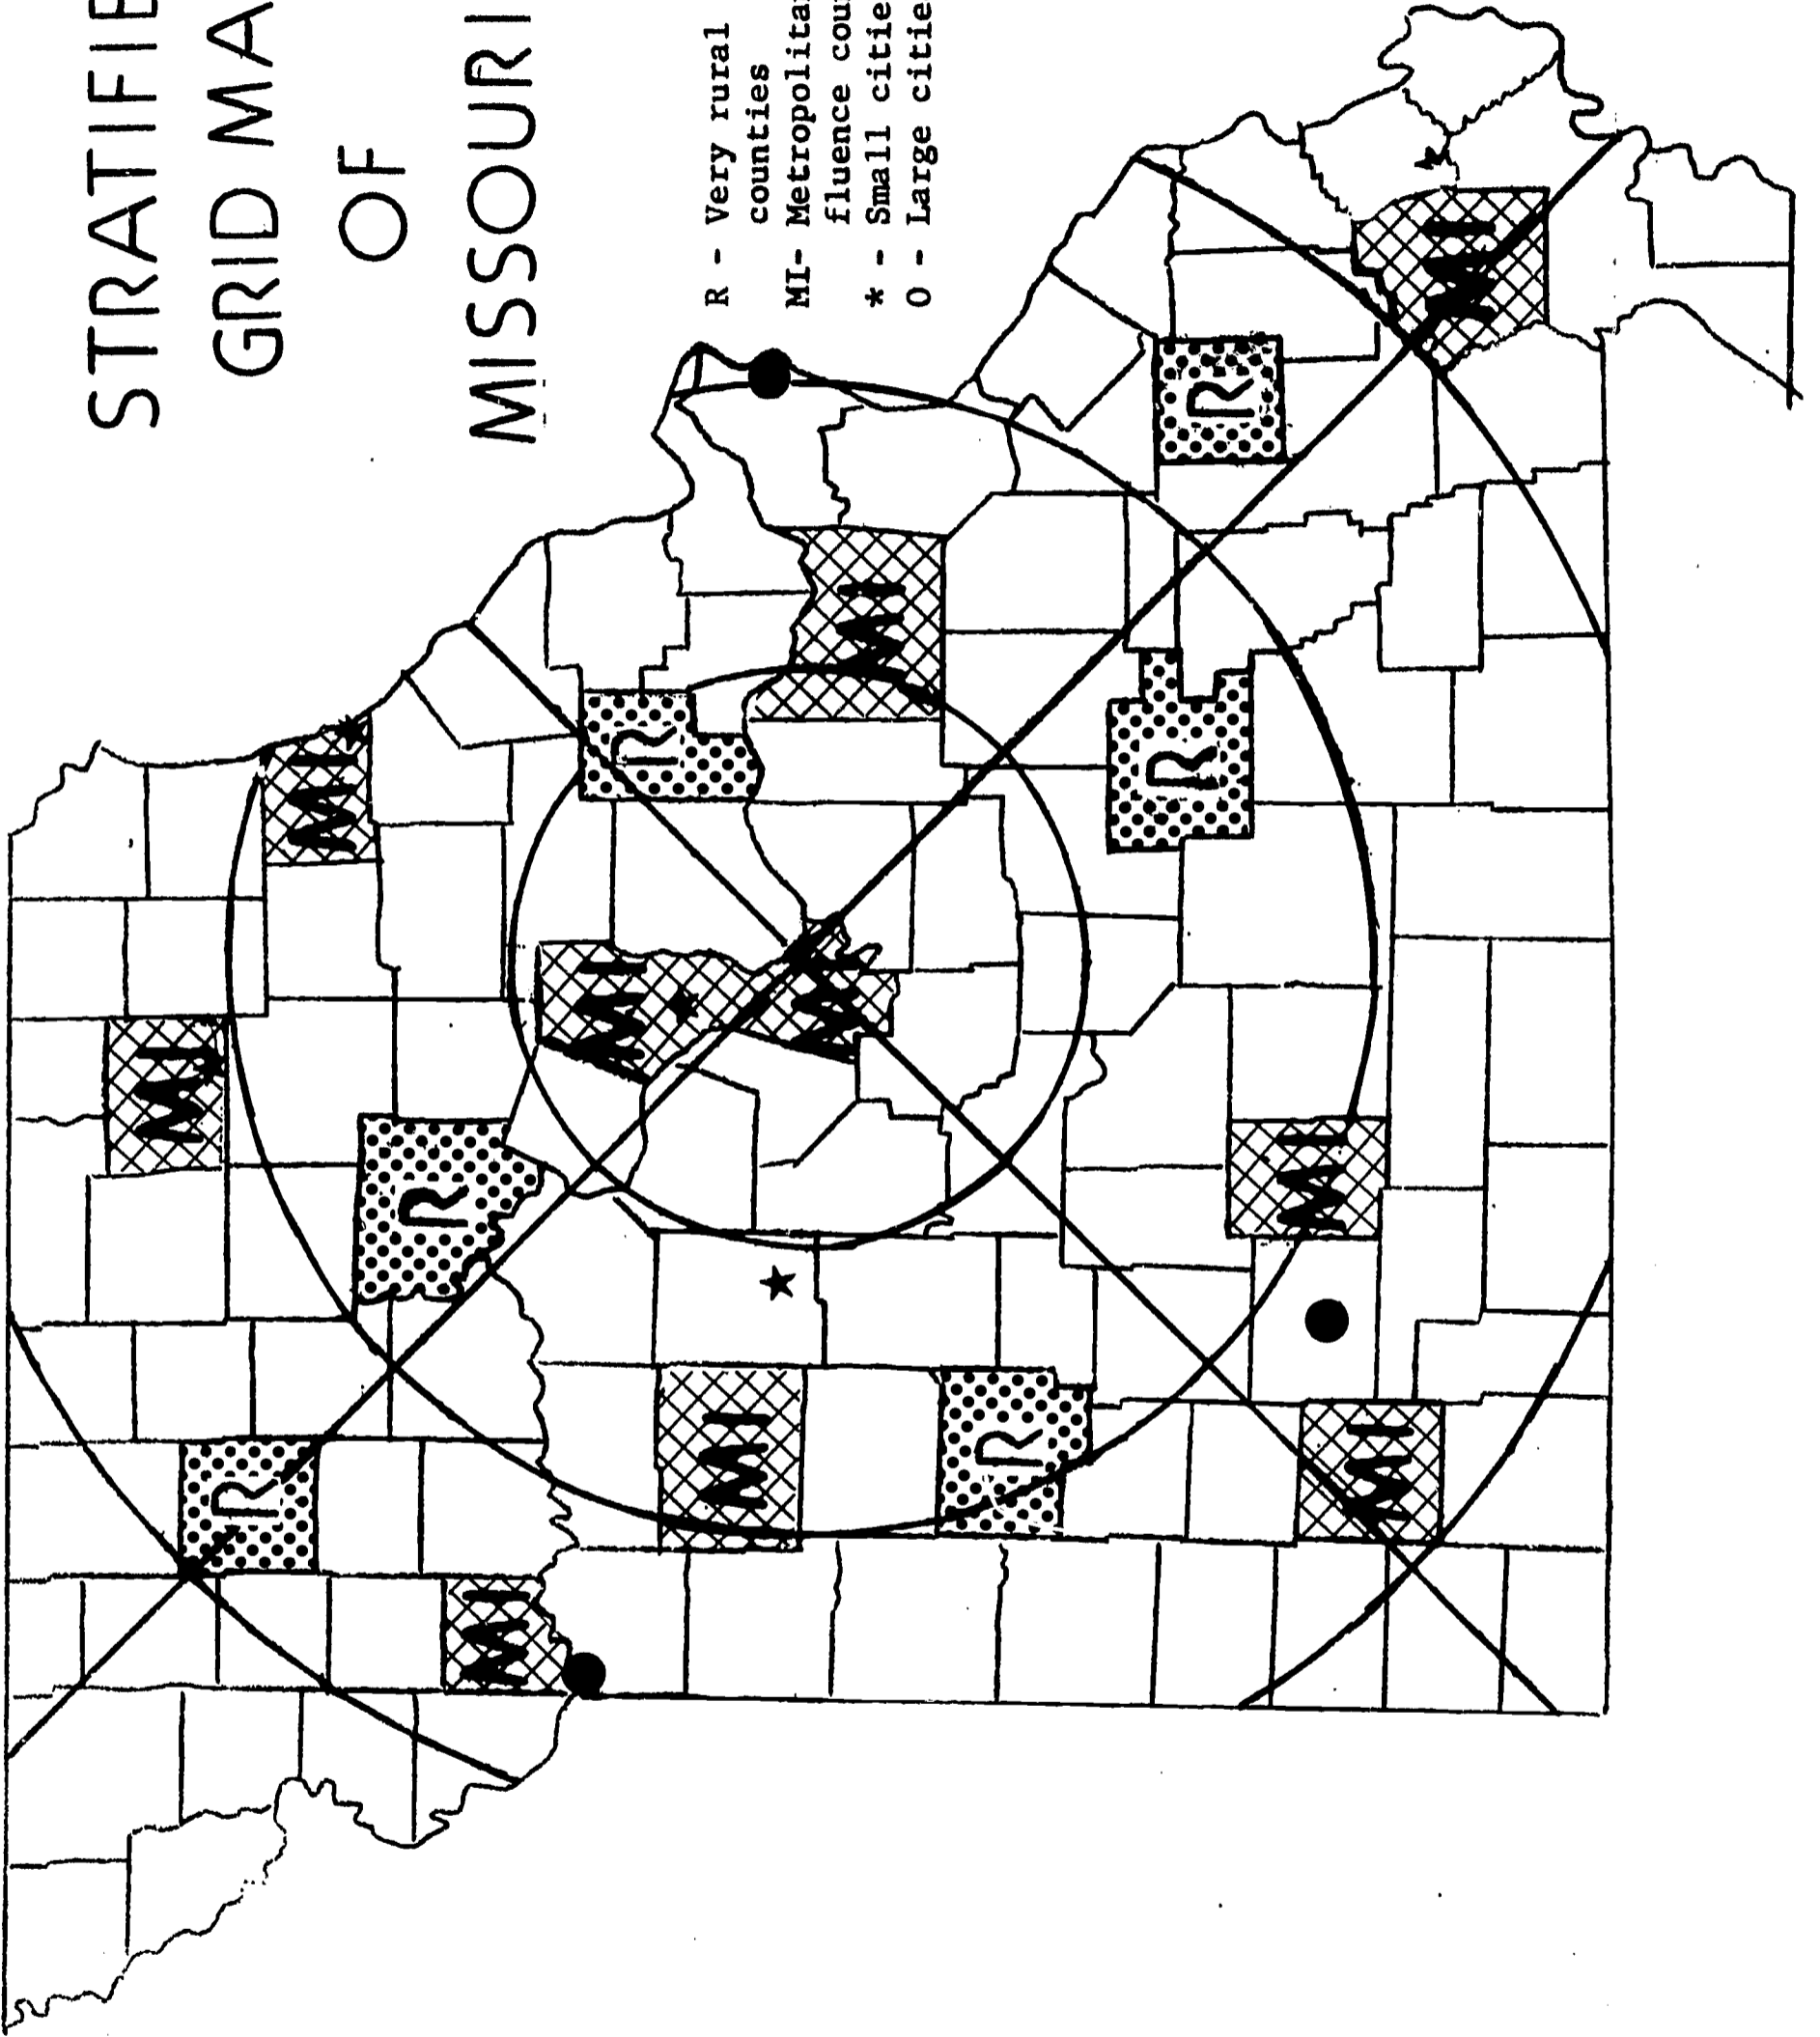 STRATIFIE
GRID MA
OF
MISSOURI
R - Very rural
counties
MI- Metropolita
fluence cou
* - Small citie
O - Large citie
MI
MI
MI
R
R
MI
MI
MI
R
R
MI
R
MI
R
MI
MI
R